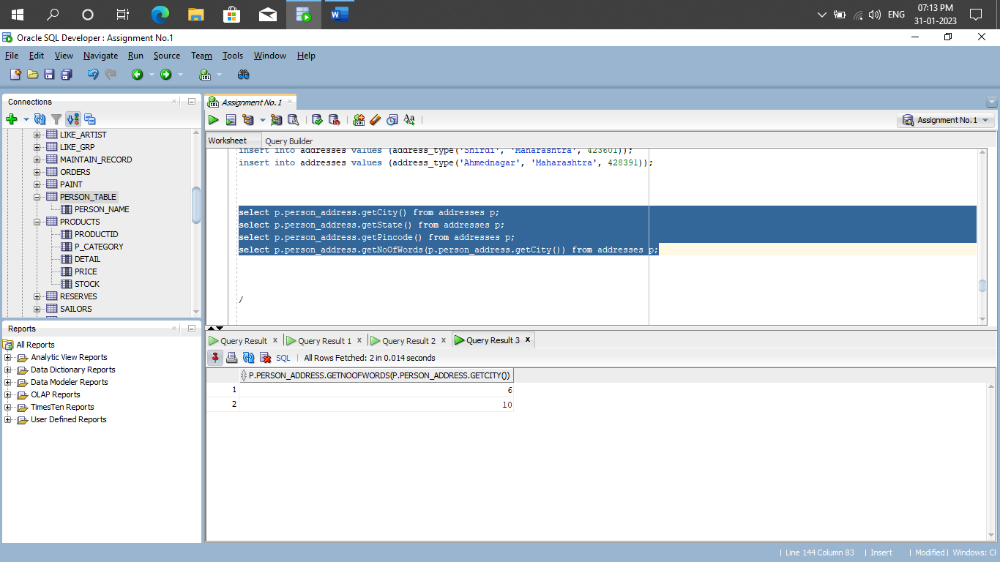 ENG
07:13 PM
31-01-2023
Oracle SQL Developer : Assignment No.1
File Edit View Navigate Run Source Team Tools Window Help
Connections
LIKE_ARTIST
LIKE_GRP
MAINTAIN_RECORD
ORDERS
PAINT
PERSON_TABLE
PERSON_NAME
PRODUCTS
PRODUCTID
P_CATEGORY
DETAIL
PRICE
STOCK
RESERVES
SAILORS
Reports
All Reports
Analytic View Reports
Data Dictionary Reports
Data Modeler Reports
OLAP Reports
TimesTen Reports
User Defined Reports
Assignment No.1
Aa
Assignment No.1
Worksheet Query Builder
insert into addresses values (address_type('Shirdi', 'Maharashtra', 423601));
insert into addresses values (address_type('Ahmednagar', 'Maharashtra', 428391));
select p.person_address.getCity() from addresses p;
select p.person_address.getState() from addresses p;
select p.person_address.getPincode() from addresses p;
select p.person_address.getNoOfWords(p.person_address.getCity()) from addresses p;
/
Query Result x Query Result 1 x Query Result 2 x Query Result 3 x
SQL | All Rows Fetched: 2 in 0.014 seconds
P.PERSON_ADDRESS.GETNOOFWORDS(P.PERSON_ADDRESS.GETCITY())
1 6
2 10
| Line 144 Column 83 | Insert | Modified | Windows: CF